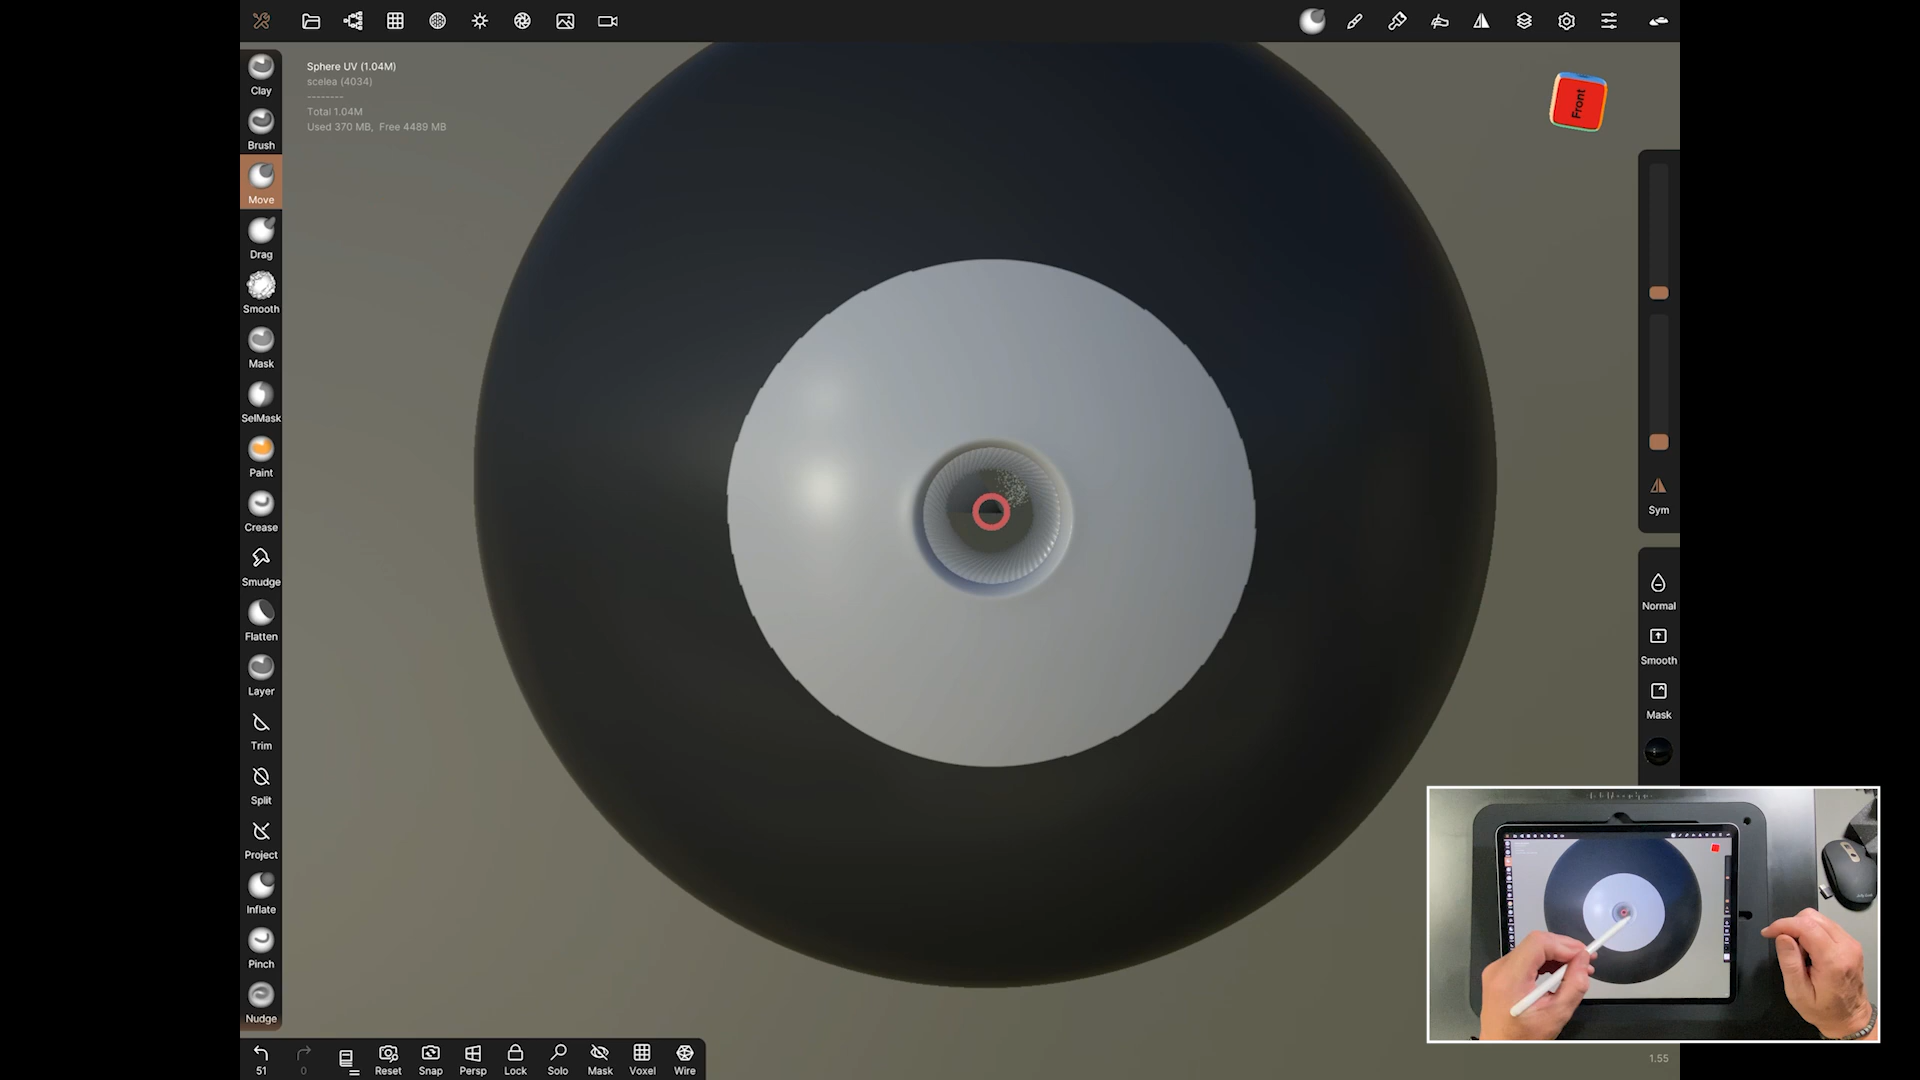 Sphere UV (1.04M)
scelea (4034)
--------
Total 1.04M
Used 370 MB, Free 4489 MB
Front
Clay
Brush
Move
Drag
Smooth
Mask
SelMask
Paint
Crease
Smudge
Flatten
Layer
Trim
Split
Project
Inflate
Pinch
Nudge
Sym
Normal
Smooth
Mask
51
0
Reset
Snap
Persp
Lock
Solo
Mask
Voxel
Wire
1.55